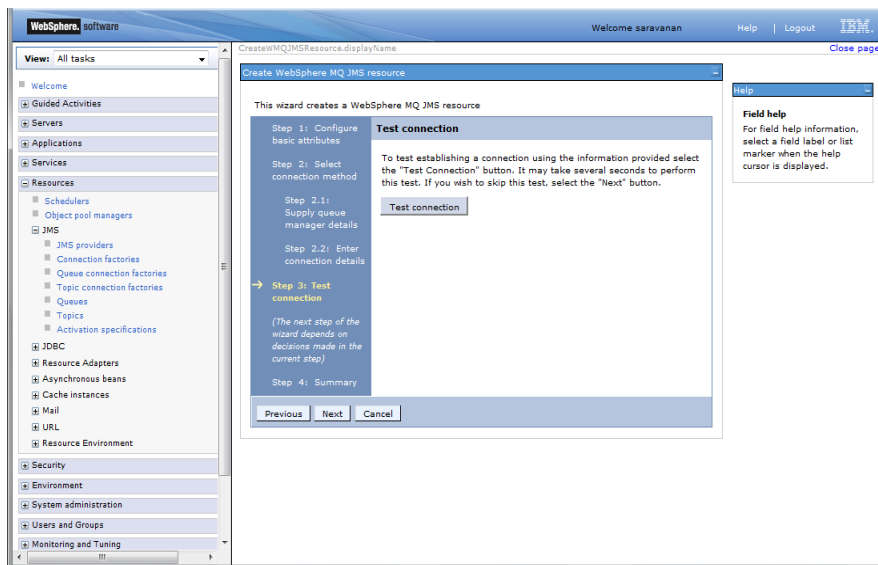 WebSphere. software
Welcome saravanan
Help | Logout
IBM.
View: All tasks
Welcome
Guided Activities
Servers
Applications
Services
Resources
Schedulers
Object pool managers
JMS
JMS providers
Connection factories
Queue connection factories
Topic connection factories
Queues
Topics
Activation specifications
JDBC
Resource Adapters
Asynchronous beans
Cache instances
Mail
URL
Resource Environment
Security
Environment
System administration
Users and Groups
Monitoring and Tuning
CreateWMQJMSResource.displayName
Close page
Create WebSphere MQ JMS resource
This wizard creates a WebSphere MQ JMS resource
Step 1: Configure
basic attributes
Step 2: Select
connection method
Step 2.1:
Supply queue
manager details
Step 2.2: Enter
connection details
Step 3: Test
connection
(The next step of the
wizard depends on
decisions made in the
current step)
Step 4: Summary
Test connection
To test establishing a connection using the information provided select
the "Test Connection" button. It may take several seconds to perform
this test. If you wish to skip this test, select the "Next" button.
Test connection
Previous
Next
Cancel
Help
Field help
For field help information,
select a field label or list
marker when the help
cursor is displayed.